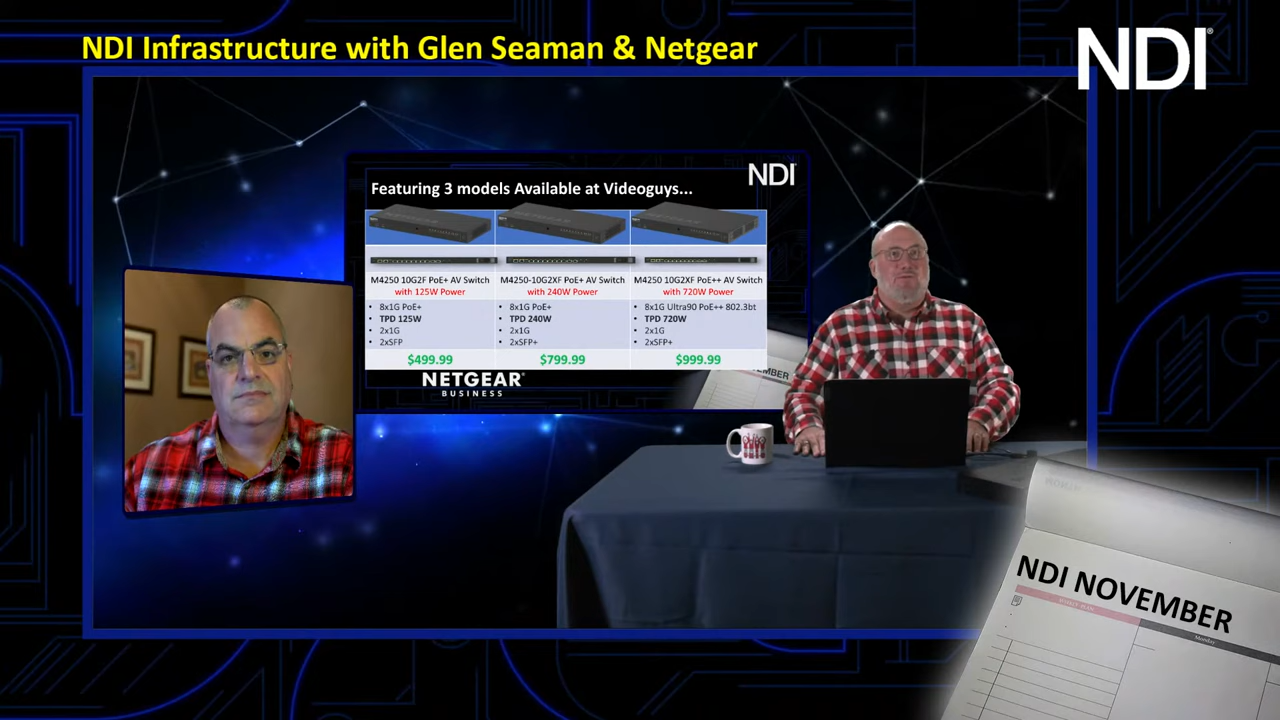 NDI Infrastructure with Glen Seaman & Netgear
NDI®
NDI
Featuring 3 models Available at Videoguys...
M4250 10G2F PoE+ AV Switch
with 125W Power
• 8x1G PoE+
• TPD 125W
• 2x1G
• 2xSFP
$499.99
M4250-10G2XF PoE+ AV Switch
with 240W Power
• 8x1G PoE+
• TPD 240W
• 2x1G
• 2xSFP+
$799.99
M4250 10G2XF PoE++ AV Switch
with 720W Power
• 8x1G Ultra90 PoE++ 802.3bt
• TPD 720W
• 2x1G
• 2xSFP+
$999.99
NETGEAR®
BUSINESS
EMBER
NDI NOVEMBER
Monday